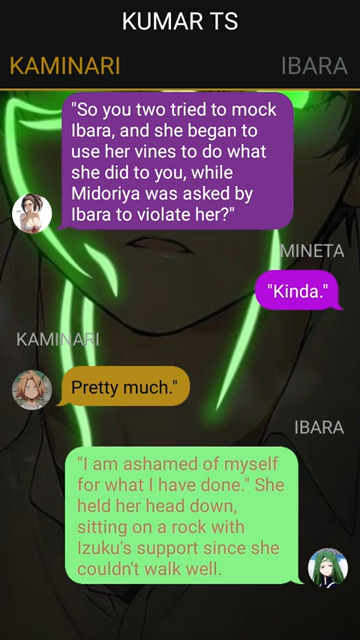 KUMAR TS
KAMINARI
IBARA
"So you two tried to mock
Ibara, and she began to
use her vines to do what
she did to you, while
Midoriya was asked by
Ibara to violate her?"
MINETA
"Kinda."
KAMINARI
Pretty much."
IBARA
"I am ashamed of myself
for what I have done." She
held her head down,
sitting on a rock with
Izuku's support since she
couldn't walk well.